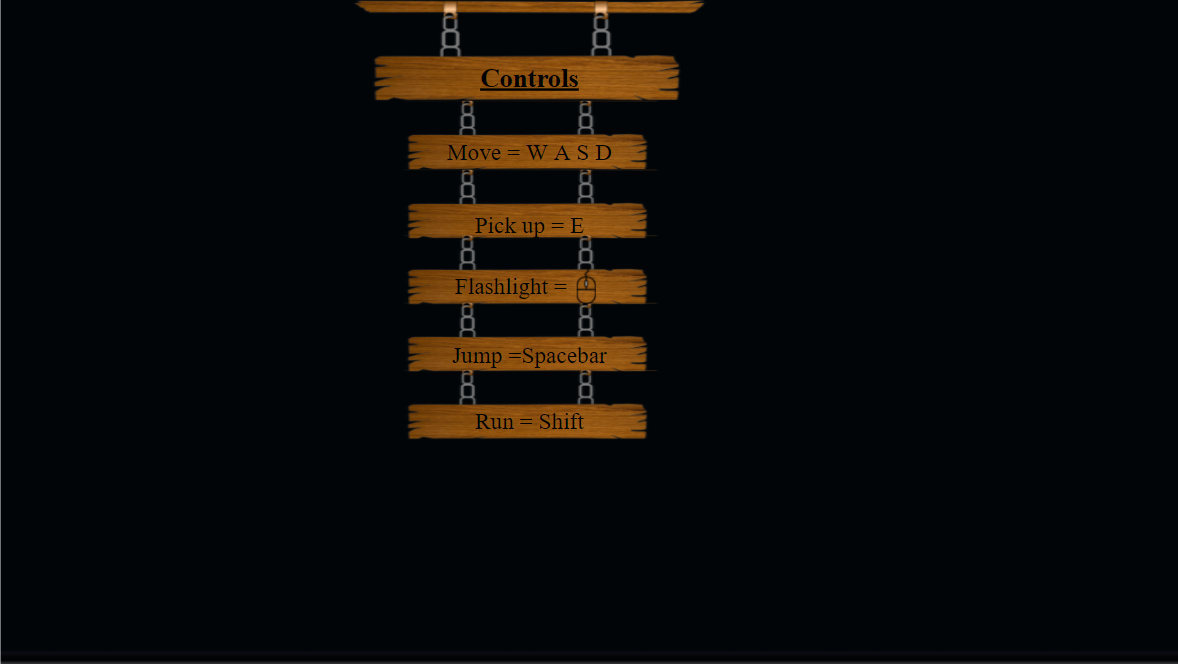 Controls
Move = W A S D
Pick up = E
Flashlight =
Jump =Spacebar
Run = Shift